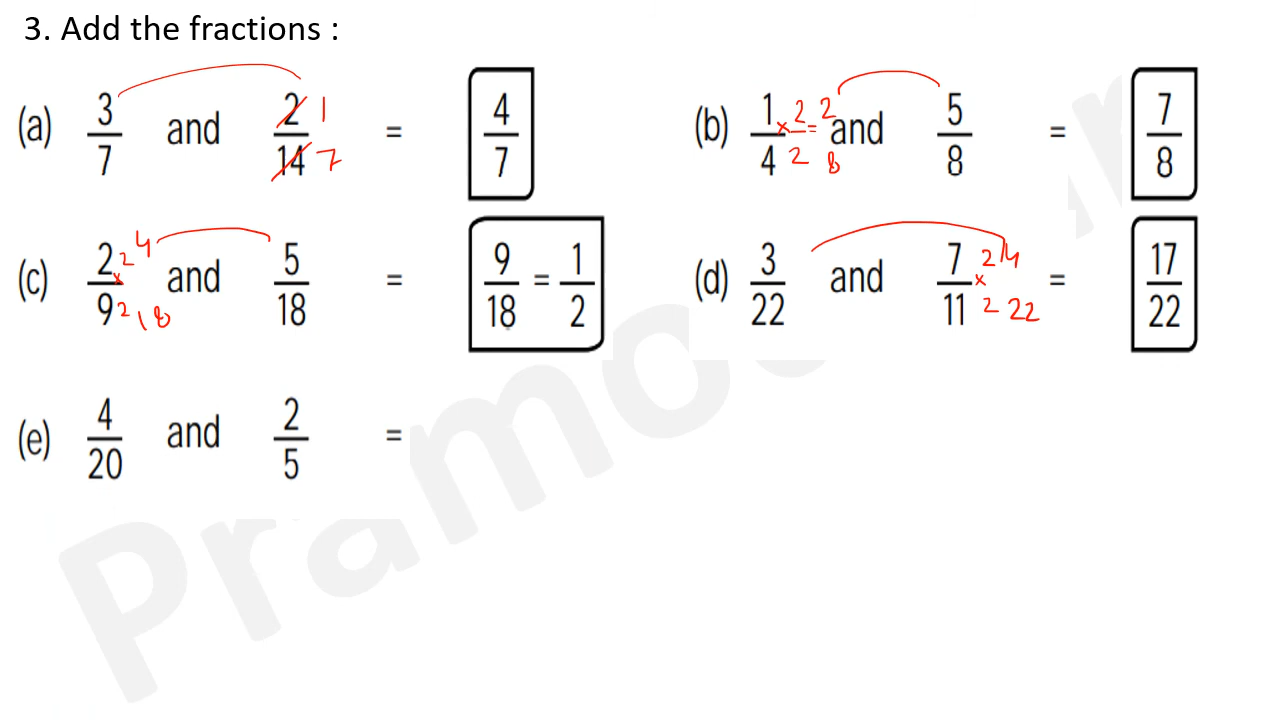 3. Add the fractions :
(a) 3/7 and 2/14 1/7 = 4/7
(b) 1/4 × 2/2 = 2/8 and 5/8 = 7/8
(c) 2/9 × 2/2 4/18 and 5/18 = 9/18 = 1/2
(d) 3/22 and 7/11 × 2/2 14/22 = 17/22
(e) 4/20 and 2/5 =